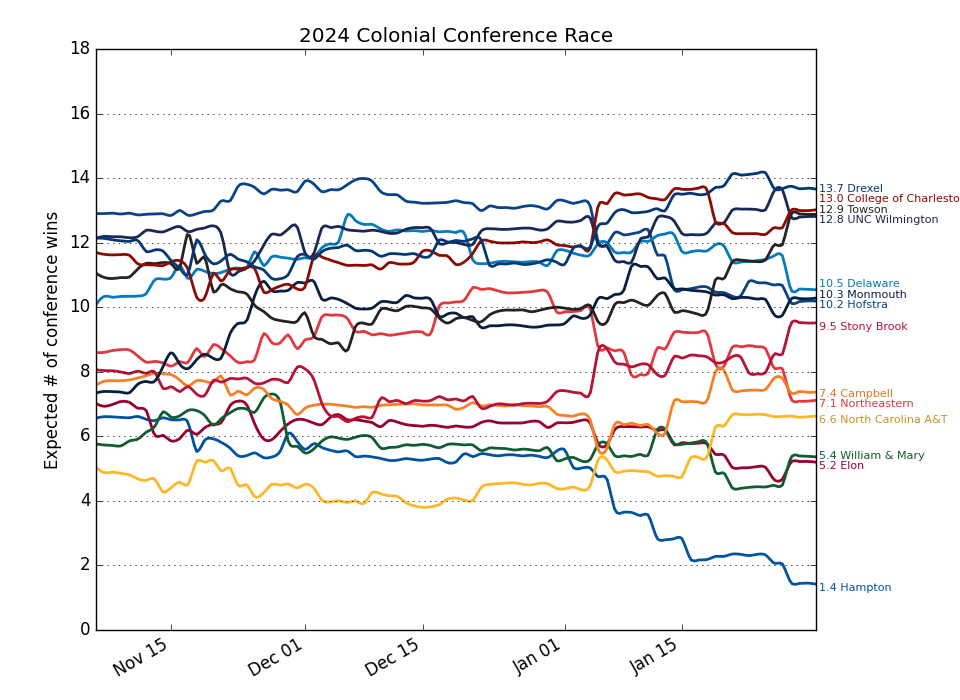 2024 Colonial Conference Race
Expected # of conference wins
18
16
14
12
10
8
6
4
2
0
Nov 15
Dec 01
Dec 15
Jan 01
Jan 15
13.7 Drexel
13.0 College of Charlesto
12.9 Towson
12.8 UNC Wilmington
10.5 Delaware
10.3 Monmouth
10.2 Hofstra
9.5 Stony Brook
7.4 Campbell
7.1 Northeastern
6.6 North Carolina A&T
5.4 William & Mary
5.2 Elon
1.4 Hampton